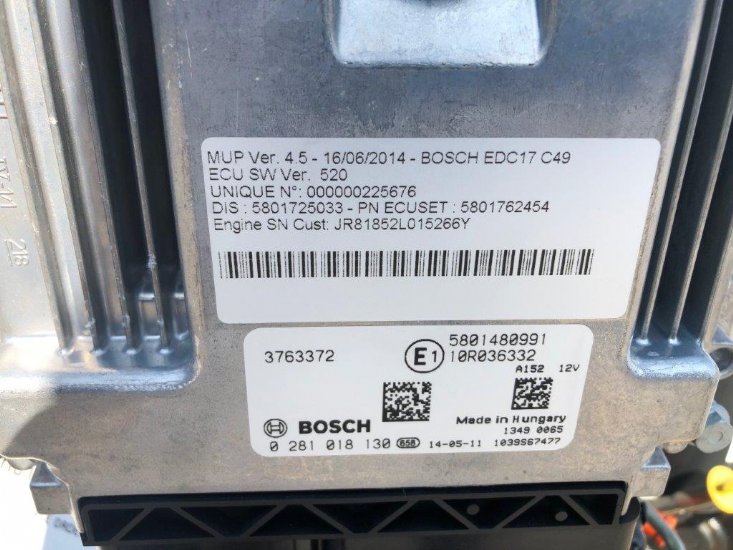 MUP Ver. 4.5 - 16/06/2014 - BOSCH EDC17 C49
ECU SW Ver. 520
UNIQUE N°: 000000225676
DIS : 5801725033 - PN ECUSET : 5801762454
Engine SN Cust: JR81852L015266Y
3763372 E1 5801480991
10R036332
A152 12V
BOSCH Made in Hungary
1349 0065
0 281 018 130 658 14-05-11 1039S67477